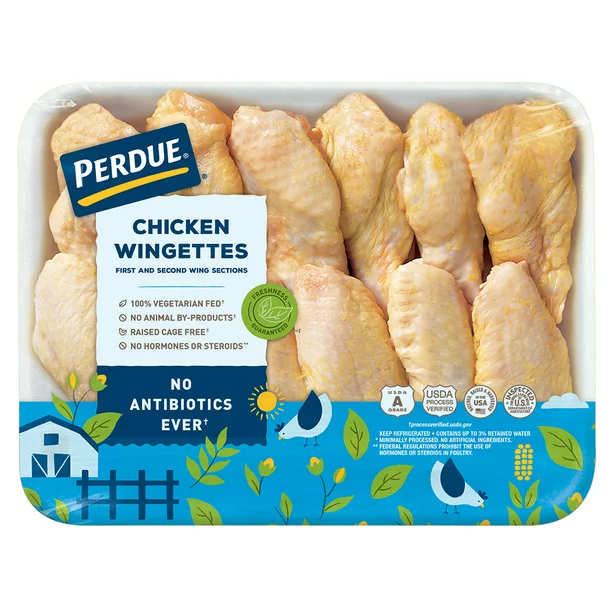 PERDUE®
CHICKEN
WINGETTES
FIRST AND SECOND WING SECTIONS
100% VEGETARIAN FED†
NO ANIMAL BY-PRODUCTS†
RAISED CAGE FREE†
NO HORMONES OR STEROIDS**
FRESHNESS
GUARANTEED
NO
ANTIBIOTICS
EVER†
USDA
A
GRADE
USDA
PROCESS
VERIFIED
IN THE
USA
INSPECTED
U.S.
DEPARTMENT OF
AGRICULTURE
†processverified.usda.gov
KEEP REFRIGERATED • CONTAINS UP TO 3% RETAINED WATER
* MINIMALLY PROCESSED. NO ARTIFICIAL INGREDIENTS.
** FEDERAL REGULATIONS PROHIBIT THE USE OF
HORMONES OR STEROIDS IN POULTRY.